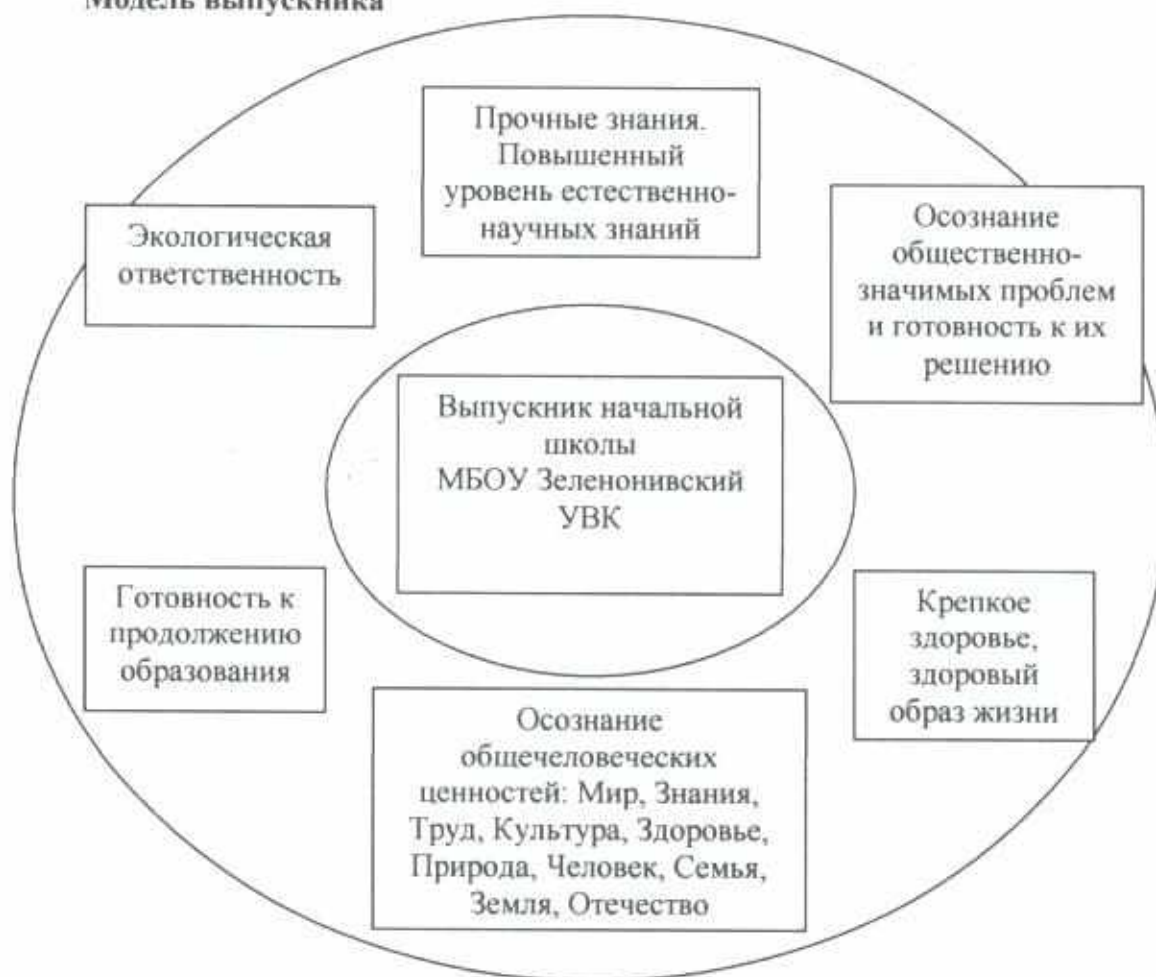 Модель выпускника
Прочные знания.
Повышенный
уровень естественно-
научных знаний
Экологическая
ответственность
Осознание
общественно-
значимых проблем
и готовность к их
решению
Выпускник начальной
школы
МБОУ Зеленонивский
УВК
Готовность к
продолжению
образования
Крепкое
здоровье,
здоровый
образ жизни
Осознание
общечеловеческих
ценностей: Мир, Знания,
Труд, Культура, Здоровье,
Природа, Человек, Семья,
Земля, Отечество